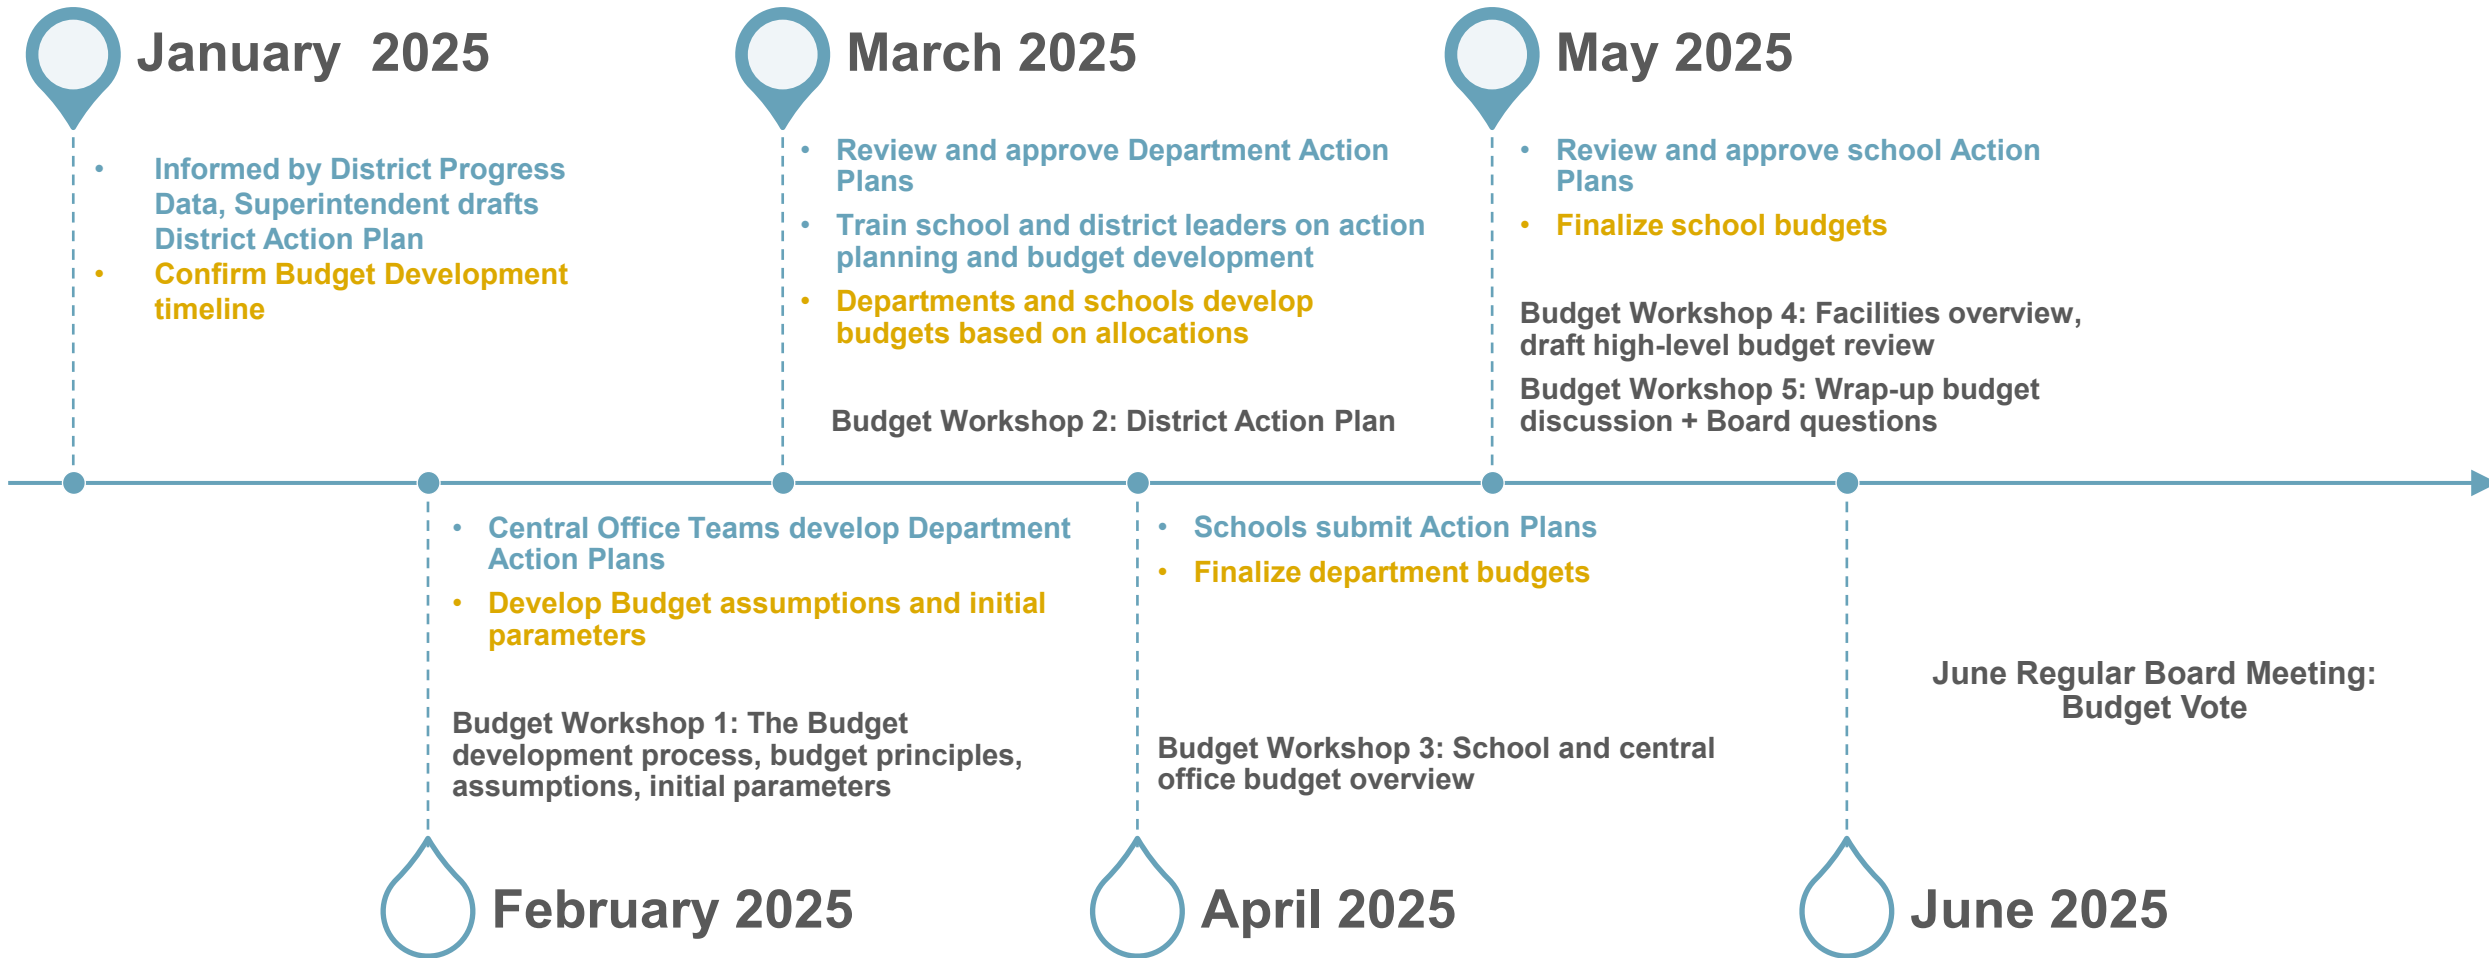 January 2025
• Informed by District Progress
Data, Superintendent drafts
District Action Plan
• Confirm Budget Development
timeline
March 2025
• Review and approve Department Action
Plans
• Train school and district leaders on action
planning and budget development
• Departments and schools develop
budgets based on allocations
Budget Workshop 2: District Action Plan
May 2025
• Review and approve school Action
Plans
• Finalize school budgets
Budget Workshop 4: Facilities overview,
draft high-level budget review
Budget Workshop 5: Wrap-up budget
discussion + Board questions
• Central Office Teams develop Department
Action Plans
• Develop Budget assumptions and initial
parameters
Budget Workshop 1: The Budget
development process, budget principles,
assumptions, initial parameters
February 2025
• Schools submit Action Plans
• Finalize department budgets
Budget Workshop 3: School and central
office budget overview
April 2025
June Regular Board Meeting:
Budget Vote
June 2025